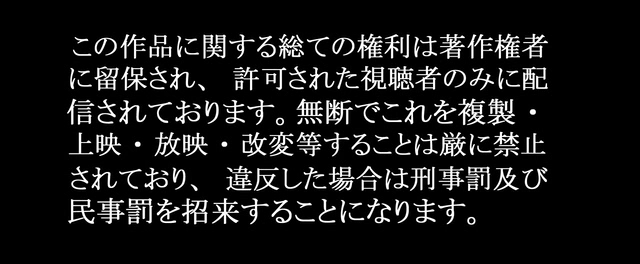 この作品に関する総ての権利は著作権者
に留保され、 許可された視聴者のみに配
信されております。無断でこれを複製・
上映・放映・改変等することは厳に禁止
されており、 違反した場合は刑事罰及び
民事罰を招来することになります。